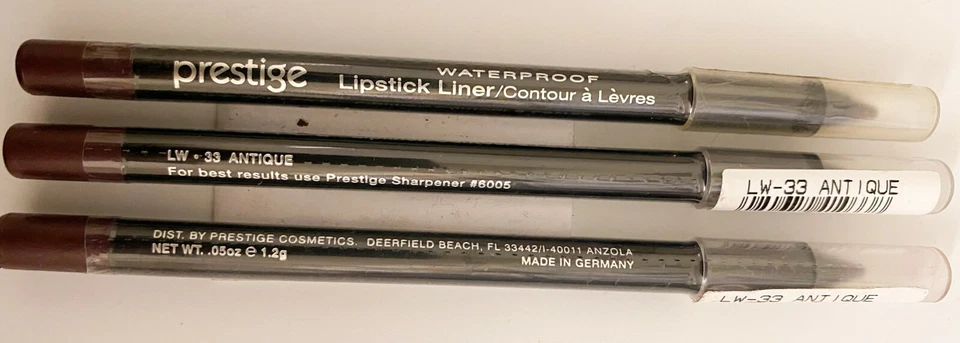 prestige
WATERPROOF
Lipstick Liner/Contour à Lèvres
LW • 33 ANTIQUE
For best results use Prestige Sharpener #6005
LW-33 ANTIQUE
DIST. BY PRESTIGE COSMETICS. DEERFIELD BEACH, FL 33442/I-40011 ANZOLA
NET WT. .05oz ℮ 1.2g
MADE IN GERMANY
LW-33 ANTIQUE